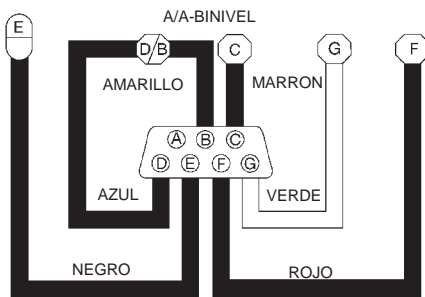 A/A-BINIVEL
E
D/B
C
G
F
AMARILLO
MARRON
A B C
D E F G
AZUL
VERDE
NEGRO
ROJO